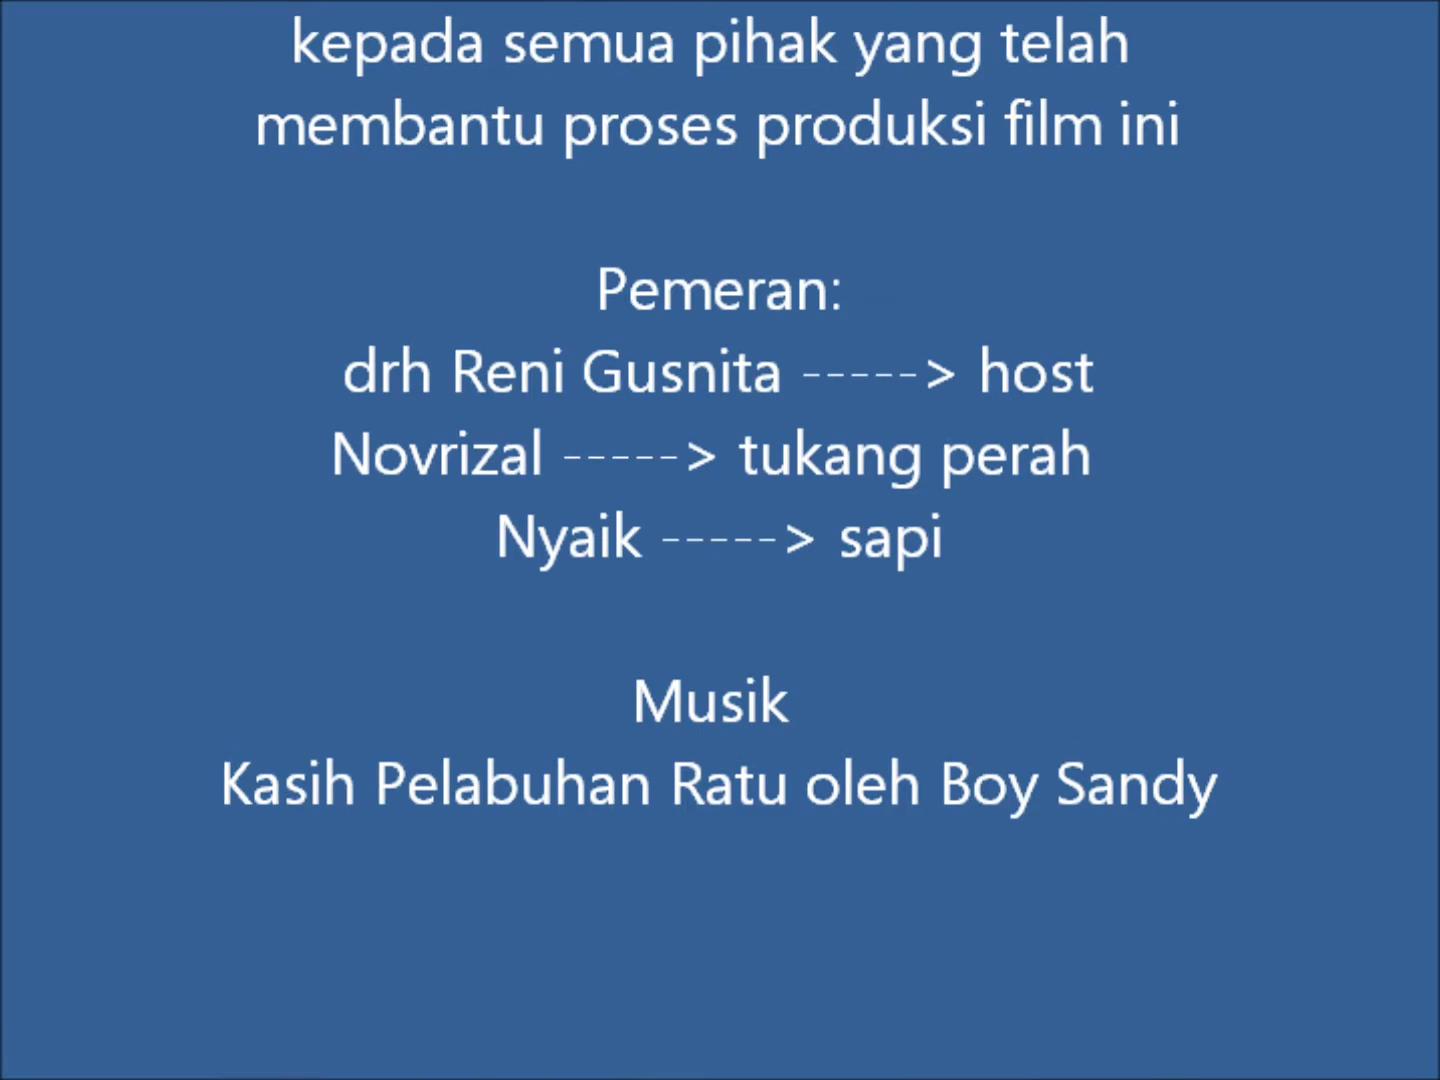 kepada semua pihak yang telah
membantu proses produksi film ini
Pemeran:
drh Reni Gusnita -----> host
Novrizal -----> tukang perah
Nyaik -----> sapi
Musik
Kasih Pelabuhan Ratu oleh Boy Sandy